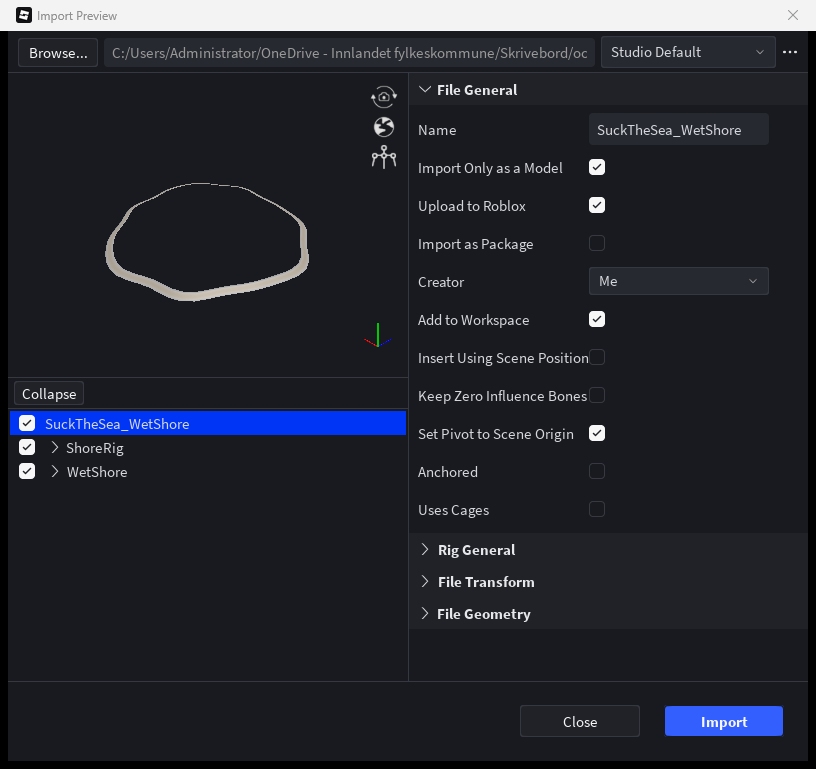 Import Preview
Browse...
C:/Users/Administrator/OneDrive - Innlandet fylkeskommune/Skrivebord/oc
Studio Default
File General
Name
SuckTheSea_WetShore
Import Only as a Model
Upload to Roblox
Import as Package
Creator
Me
Add to Workspace
Insert Using Scene Position
Keep Zero Influence Bones
Set Pivot to Scene Origin
Anchored
Uses Cages
Rig General
File Transform
File Geometry
Collapse
SuckTheSea_WetShore
ShoreRig
WetShore
Close
Import